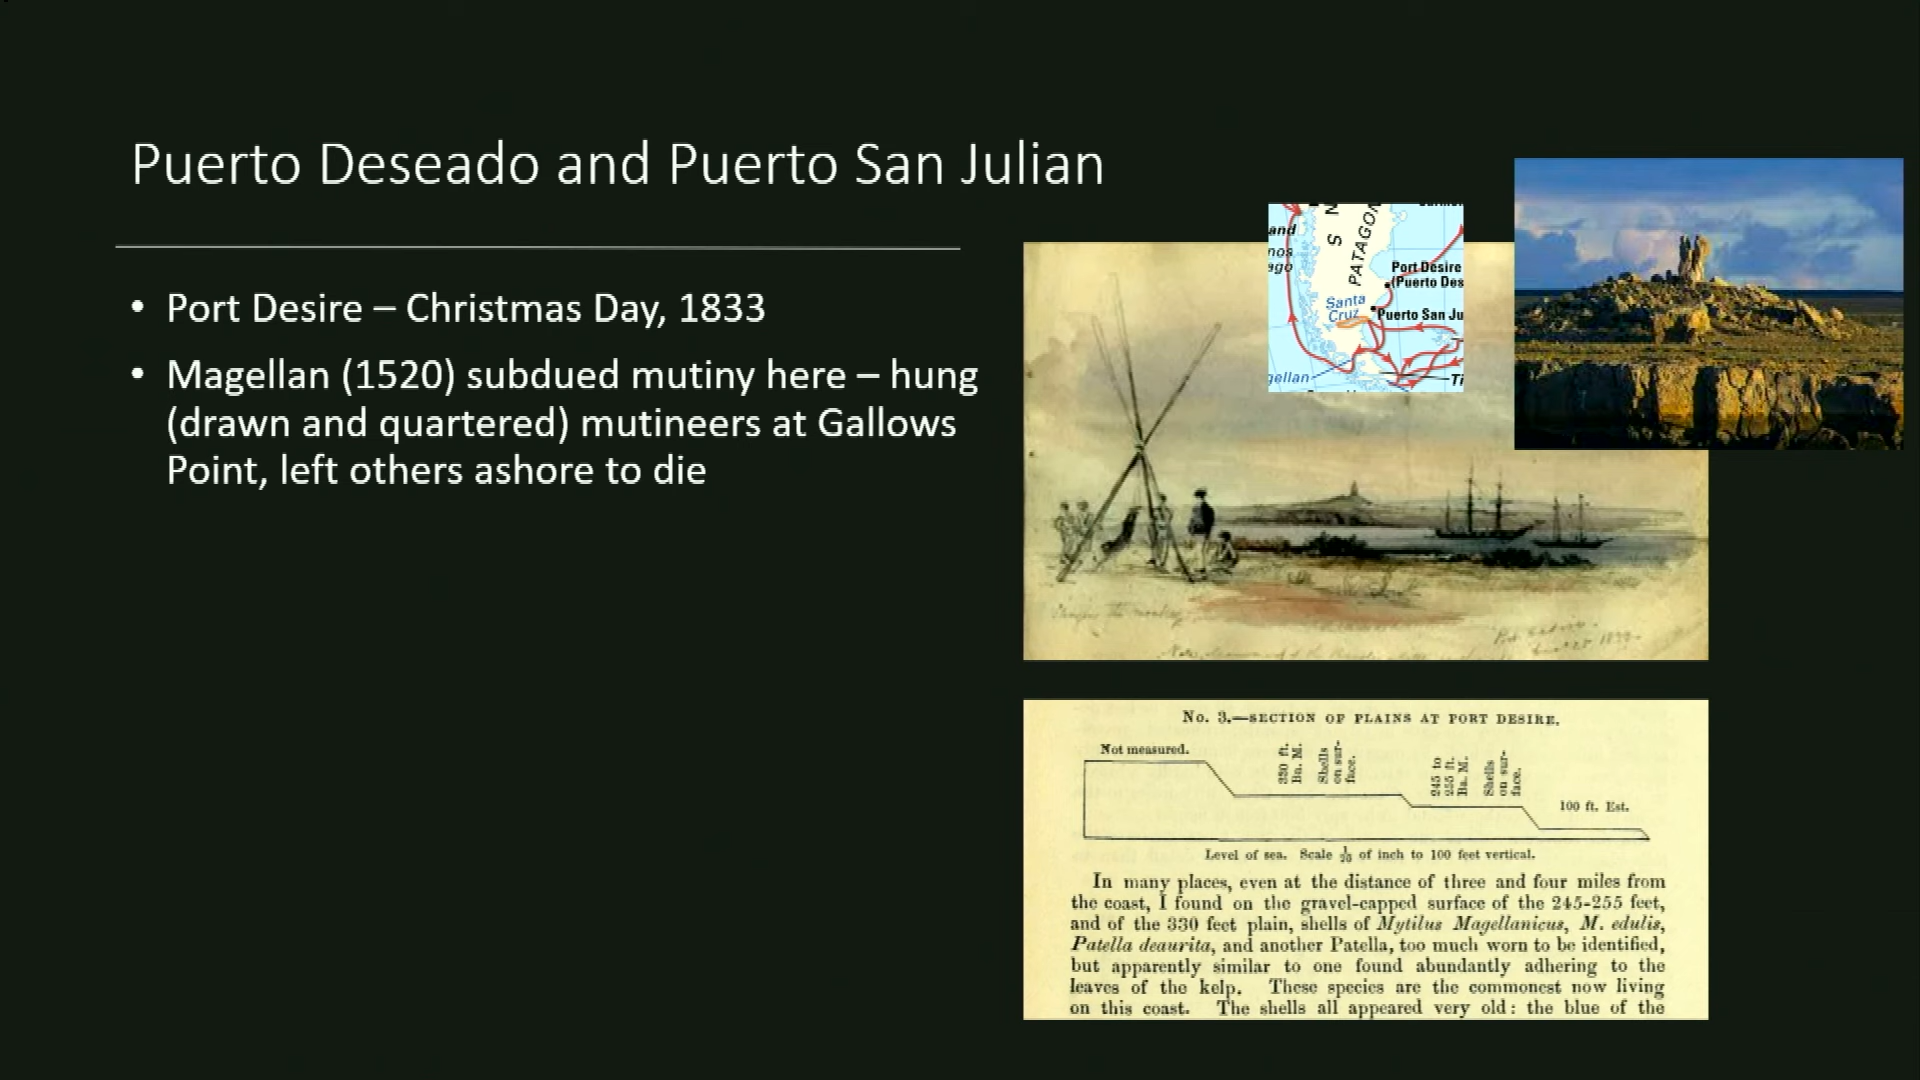 Puerto Deseado and Puerto San Julian
• Port Desire – Christmas Day, 1833
• Magellan (1520) subdued mutiny here – hung
(drawn and quartered) mutineers at Gallows
Point, left others ashore to die
and
nos
ago
S N
PATAGON
Port Desire
(Puerto Des
Santa
Cruz
Puerto San Ju
gellan
Ti
Port Desire
No. 3.—SECTION OF PLAINS AT PORT DESIRE.
Not measured.
330 ft.
Ba. M.
Shells
on sur-
face.
245 to
255 ft.
Ba. M.
Shells
on sur-
face.
100 ft. Est.
Level of sea. Scale 1/20 of inch to 100 feet vertical.
In many places, even at the distance of three and four miles from
the coast, I found on the gravel-capped surface of the 245-255 feet,
and of the 330 feet plain, shells of Mytilus Magellanicus, M. edulis,
Patella deaurita, and another Patella, too much worn to be identified,
but apparently similar to one found abundantly adhering to the
leaves of the kelp. These species are the commonest now living
on this coast. The shells all appeared very old: the blue of the